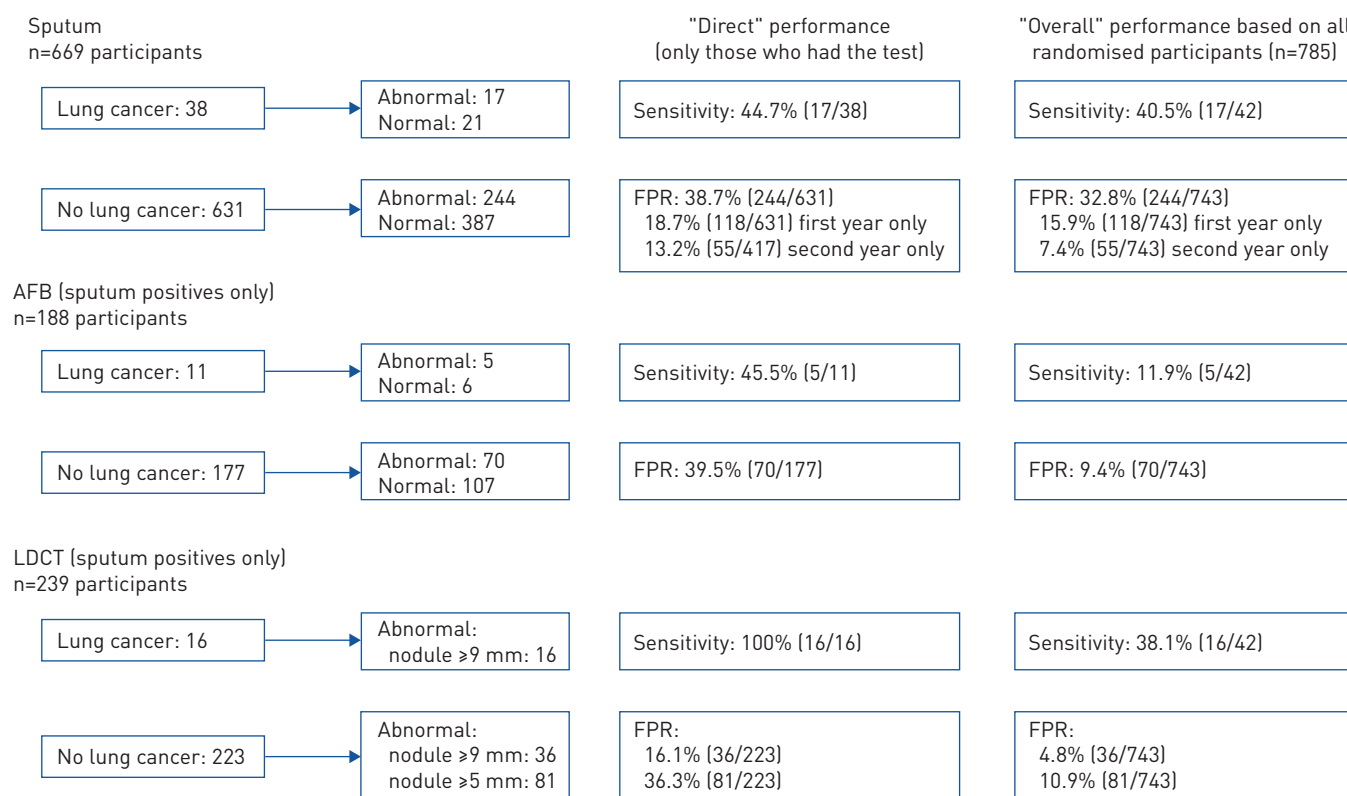 Sputum
n=669 participants
"Direct" performance
(only those who had the test)
"Overall" performance based on all
randomised participants (n=785)
Lung cancer: 38
Abnormal: 17
Normal: 21
Sensitivity: 44.7% (17/38)
Sensitivity: 40.5% (17/42)
No lung cancer: 631
Abnormal: 244
Normal: 387
FPR: 38.7% (244/631)
18.7% (118/631) first year only
13.2% (55/417) second year only
FPR: 32.8% (244/743)
15.9% (118/743) first year only
7.4% (55/743) second year only
AFB (sputum positives only)
n=188 participants
Lung cancer: 11
Abnormal: 5
Normal: 6
Sensitivity: 45.5% (5/11)
Sensitivity: 11.9% (5/42)
No lung cancer: 177
Abnormal: 70
Normal: 107
FPR: 39.5% (70/177)
FPR: 9.4% (70/743)
LDCT (sputum positives only)
n=239 participants
Lung cancer: 16
Abnormal:
nodule ⩾9 mm: 16
Sensitivity: 100% (16/16)
Sensitivity: 38.1% (16/42)
No lung cancer: 223
Abnormal:
nodule ⩾9 mm: 36
nodule ⩾5 mm: 81
FPR:
16.1% (36/223)
36.3% (81/223)
FPR:
4.8% (36/743)
10.9% (81/743)